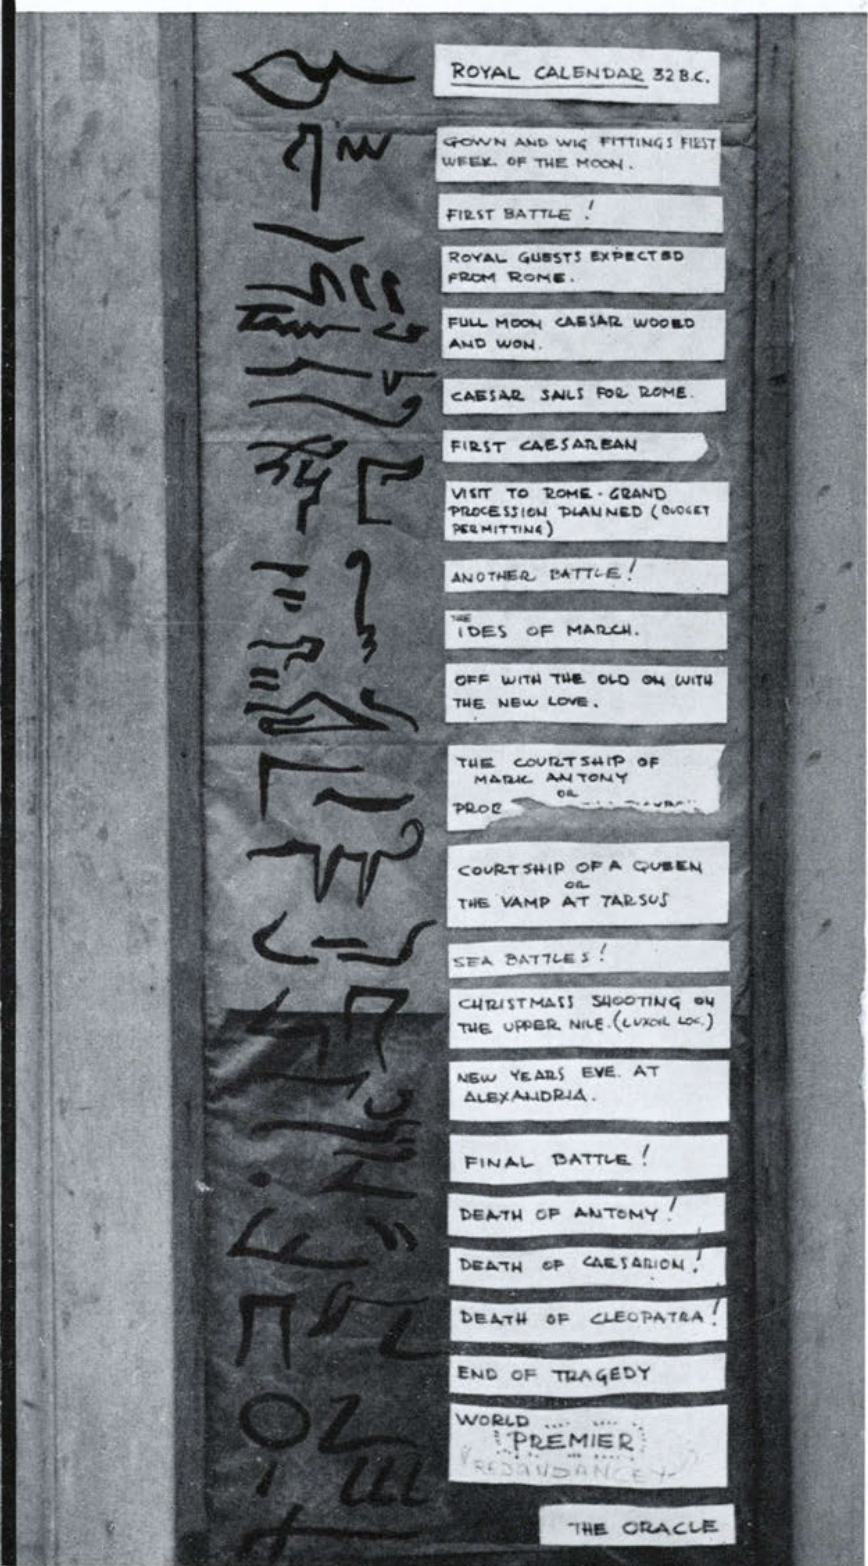 ROYAL CALENDAR 32 B.C.
GOWN AND WIG FITTINGS FIRST
WEEK OF THE MOON.
FIRST BATTLE !
ROYAL GUESTS EXPECTED
FROM ROME.
FULL MOON CAESAR WOOED
AND WON.
CAESAR SAILS FOR ROME.
FIRST CAESAREAN
VISIT TO ROME - GRAND
PROCESSION PLANNED (BUDGET
PERMITTING)
ANOTHER BATTLE !
THE IDES OF MARCH.
OFF WITH THE OLD ON WITH
THE NEW LOVE.
THE COURTSHIP OF
MARK ANTONY
OR
COURTSHIP OF A QUEEN
OR
THE VAMP AT TARSUS
SEA BATTLES !
CHRISTMASS SHOOTING ON
THE UPPER NILE. (LUXOR LOC.)
NEW YEARS EVE. AT
ALEXANDRIA.
FINAL BATTLE !
DEATH OF ANTONY !
DEATH OF CAESARION !
DEATH OF CLEOPATRA !
END OF TRAGEDY
WORLD
PREMIER
REDANDANCEY
THE ORACLE